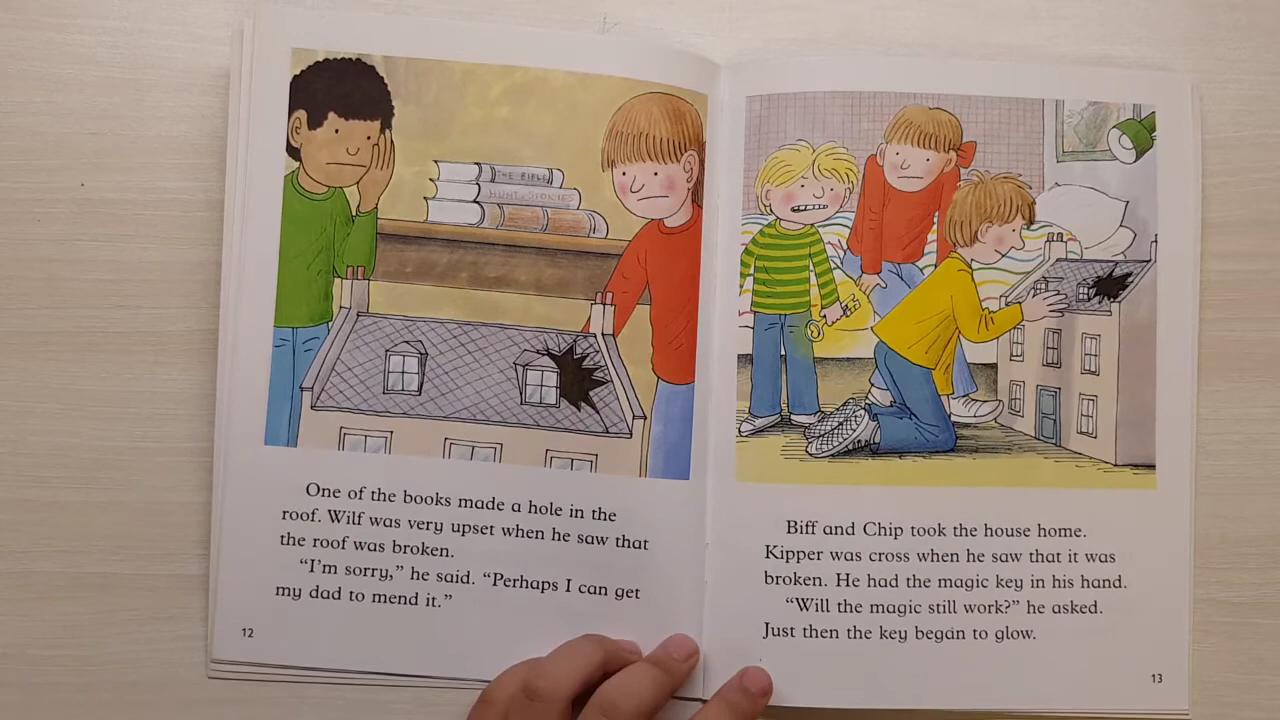 THE BIBLE
HUNT STORIES
One of the books made a hole in the
roof. Wilf was very upset when he saw that
the roof was broken.
“I'm sorry,” he said. “Perhaps I can get
my dad to mend it.”
12
Biff and Chip took the house home.
Kipper was cross when he saw that it was
broken. He had the magic key in his hand.
“Will the magic still work?” he asked.
Just then the key began to glow.
13